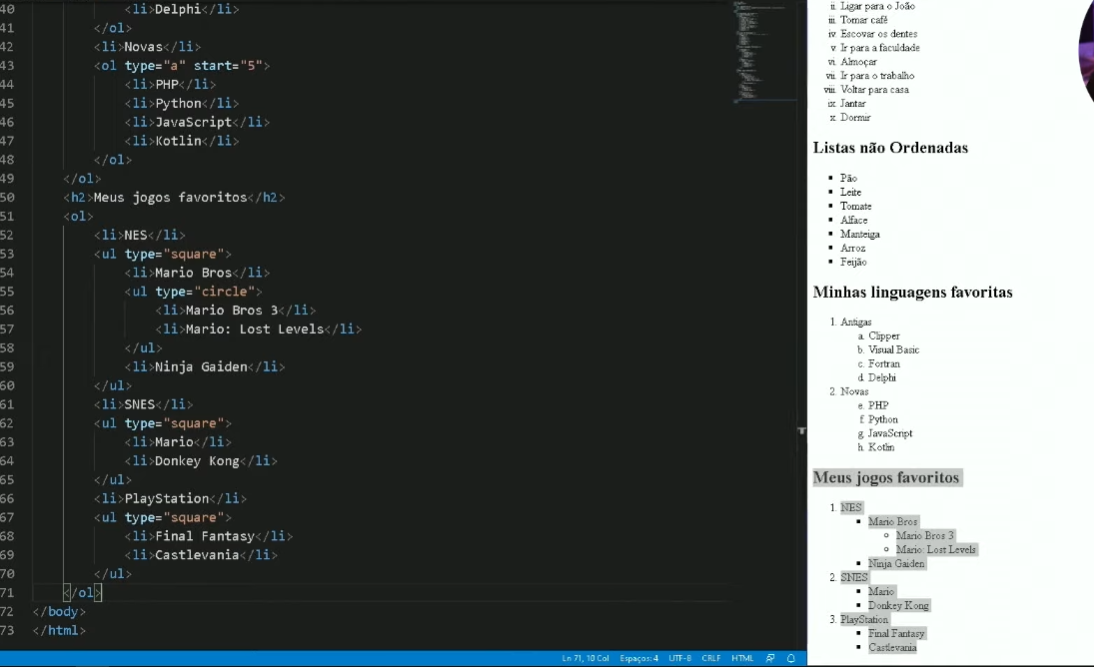 40 <li>Delphi</li>
41 </ol>
42 <li>Novas</li>
43 <ol type="a" start="5">
44 <li>PHP</li>
45 <li>Python</li>
46 <li>JavaScript</li>
47 <li>Kotlin</li>
48 </ol>
49 </ol>
50 <h2>Meus jogos favoritos</h2>
51 <ol>
52 <li>NES</li>
53 <ul type="square">
54 <li>Mario Bros</li>
55 <ul type="circle">
56 <li>Mario Bros 3</li>
57 <li>Mario: Lost Levels</li>
58 </ul>
59 <li>Ninja Gaiden</li>
60 </ul>
61 <li>SNES</li>
62 <ul type="square">
63 <li>Mario</li>
64 <li>Donkey Kong</li>
65 </ul>
66 <li>PlayStation</li>
67 <ul type="square">
68 <li>Final Fantasy</li>
69 <li>Castlevania</li>
70 </ul>
71 </ol>
72 </body>
73 </html>
Ln 71, 10 Col Espaços: 4 UTF-8 CRLF HTML
ii. Ligar para o João
iii. Tomar café
iv. Escovar os dentes
v. Ir para a faculdade
vi. Almoçar
vii. Ir para o trabalho
viii. Voltar para casa
ix. Jantar
x. Dormir
Listas não Ordenadas
▪ Pão
▪ Leite
▪ Tomate
▪ Alface
▪ Manteiga
▪ Arroz
▪ Feijão
Minhas linguagens favoritas
1. Antigas
a. Clipper
b. Visual Basic
c. Fortran
d. Delphi
2. Novas
e. PHP
f. Python
g. JavaScript
h. Kotlin
Meus jogos favoritos
1. NES
▪ Mario Bros
◦ Mario Bros 3
◦ Mario: Lost Levels
▪ Ninja Gaiden
2. SNES
▪ Mario
▪ Donkey Kong
3. PlayStation
▪ Final Fantasy
▪ Castlevania